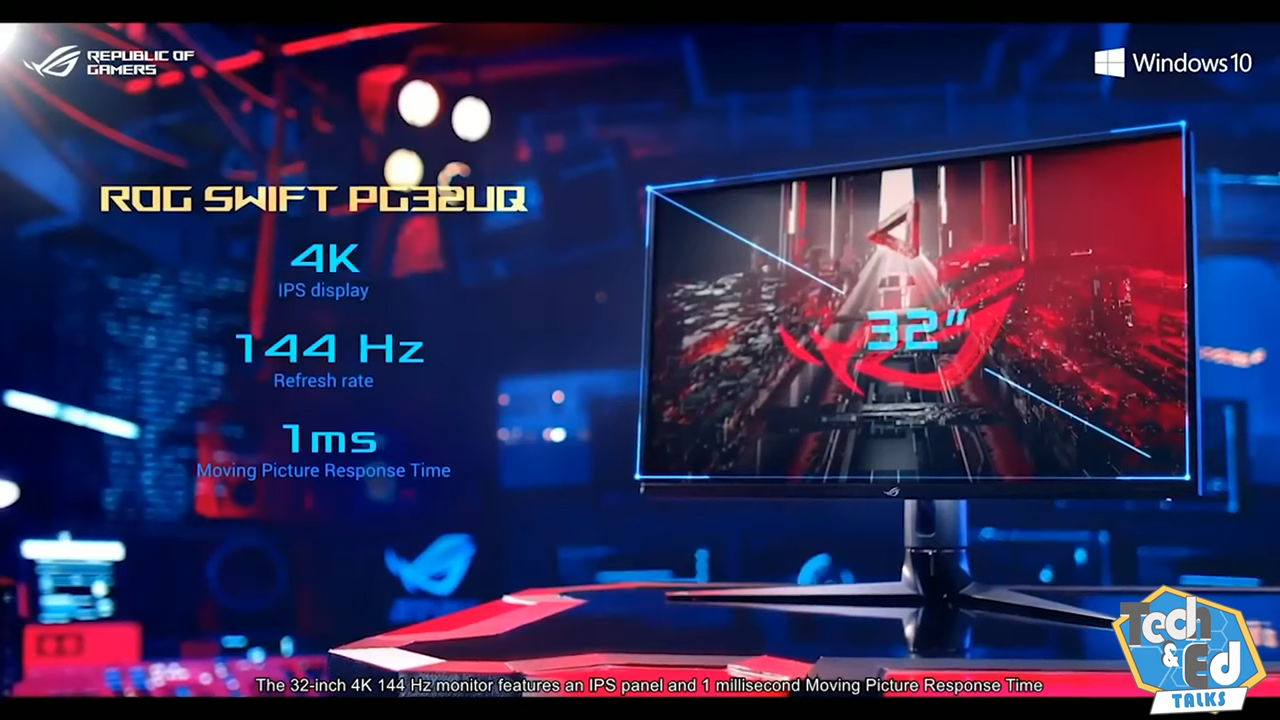 REPUBLIC OF
GAMERS
Windows 10
ROG SWIFT PG32UQ
4K
IPS display
144 Hz
Refresh rate
1ms
Moving Picture Response Time
32"
The 32-inch 4K 144 Hz monitor features an IPS panel and 1 millisecond Moving Picture Response Time
Tech
& Ed
TALKS